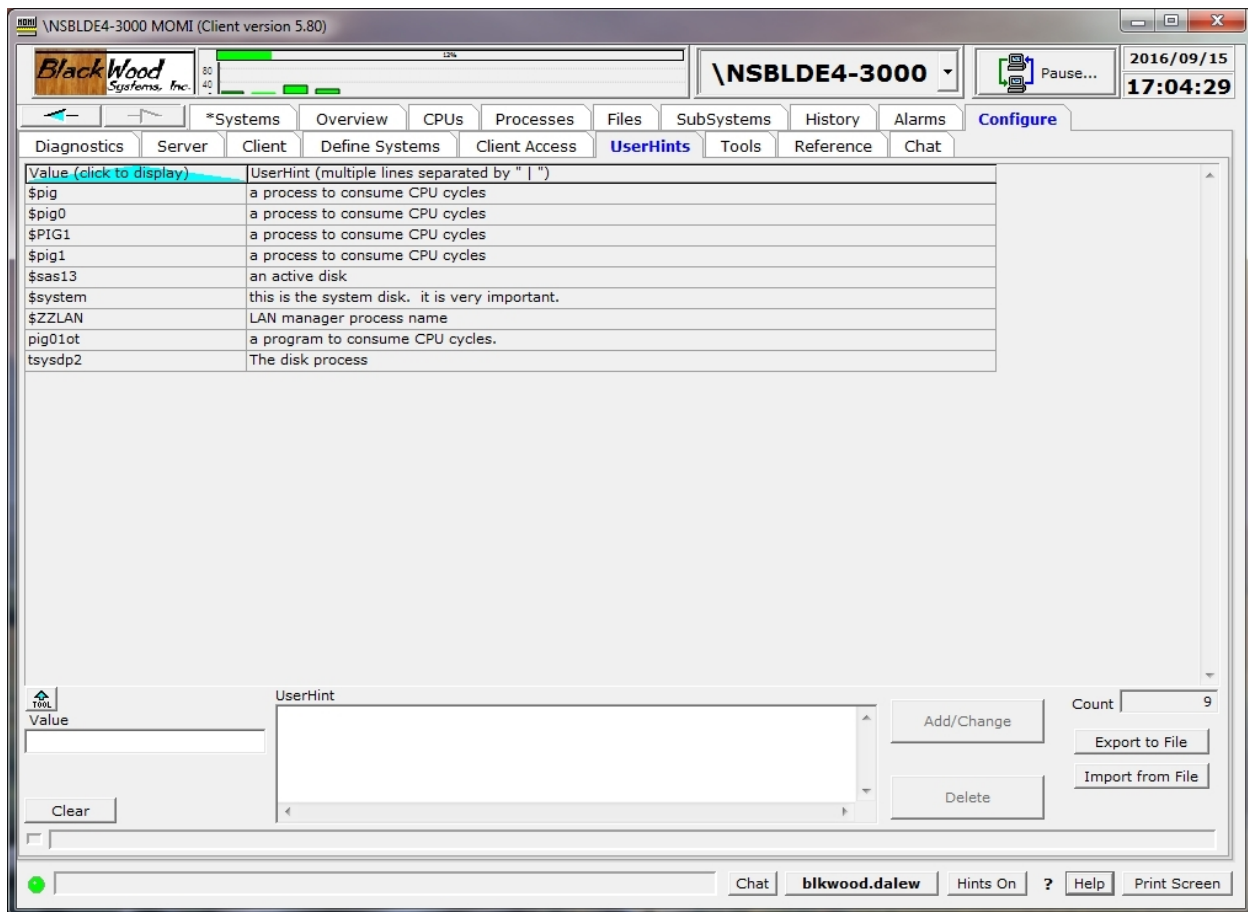 MOMI \NSBLDE4-3000 MOMI (Client version 5.80)
BlackWood
Systems, Inc.
80
40
12%
\NSBLDE4-3000
Pause...
2016/09/15
17:04:29
*Systems Overview CPUs Processes Files SubSystems History Alarms Configure
Diagnostics Server Client Define Systems Client Access UserHints Tools Reference Chat
Value (click to display) UserHint (multiple lines separated by " | ")
$pig a process to consume CPU cycles
$pig0 a process to consume CPU cycles
$PIG1 a process to consume CPU cycles
$pig1 a process to consume CPU cycles
$sas13 an active disk
$system this is the system disk. it is very important.
$ZZLAN LAN manager process name
pig01ot a program to consume CPU cycles.
tsysdp2 The disk process
TOOL
Value
UserHint
Add/Change
Count 9
Export to File
Import from File
Clear
Delete
Chat blkwood.dalew Hints On ? Help Print Screen